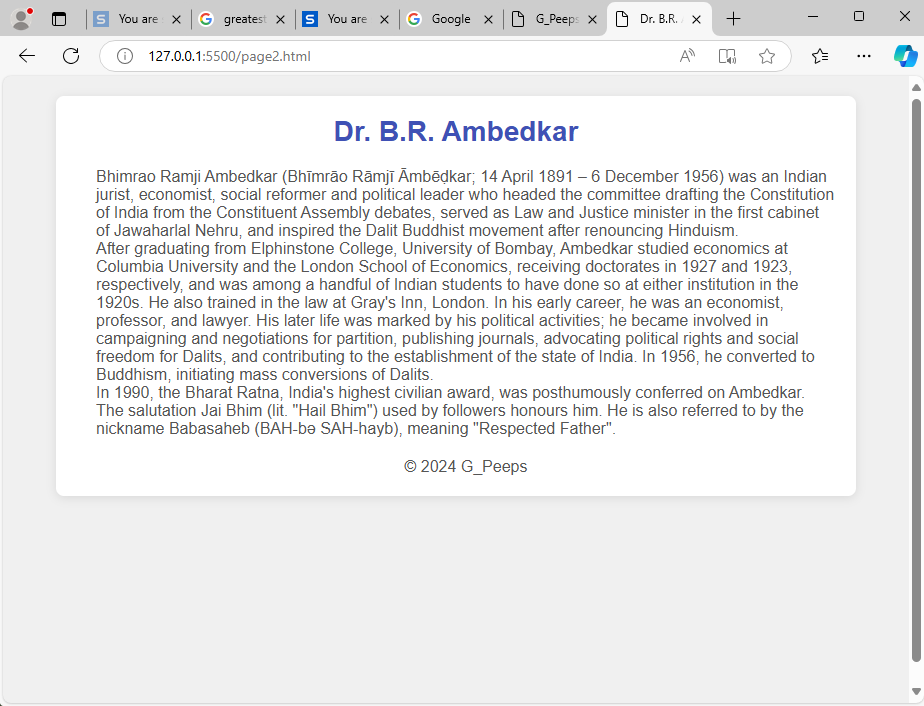 You are
greatest
You are
Google
G_Peeps
Dr. B.R.
127.0.0.1:5500/page2.html
Dr. B.R. Ambedkar
Bhimrao Ramji Ambedkar (Bhīmrāo Rāmjī Āmbēḍkar; 14 April 1891 – 6 December 1956) was an Indian
jurist, economist, social reformer and political leader who headed the committee drafting the Constitution
of India from the Constituent Assembly debates, served as Law and Justice minister in the first cabinet
of Jawaharlal Nehru, and inspired the Dalit Buddhist movement after renouncing Hinduism.
After graduating from Elphinstone College, University of Bombay, Ambedkar studied economics at
Columbia University and the London School of Economics, receiving doctorates in 1927 and 1923,
respectively, and was among a handful of Indian students to have done so at either institution in the
1920s. He also trained in the law at Gray's Inn, London. In his early career, he was an economist,
professor, and lawyer. His later life was marked by his political activities; he became involved in
campaigning and negotiations for partition, publishing journals, advocating political rights and social
freedom for Dalits, and contributing to the establishment of the state of India. In 1956, he converted to
Buddhism, initiating mass conversions of Dalits.
In 1990, the Bharat Ratna, India's highest civilian award, was posthumously conferred on Ambedkar.
The salutation Jai Bhim (lit. "Hail Bhim") used by followers honours him. He is also referred to by the
nickname Babasaheb (BAH-bə SAH-hayb), meaning "Respected Father".
© 2024 G_Peeps